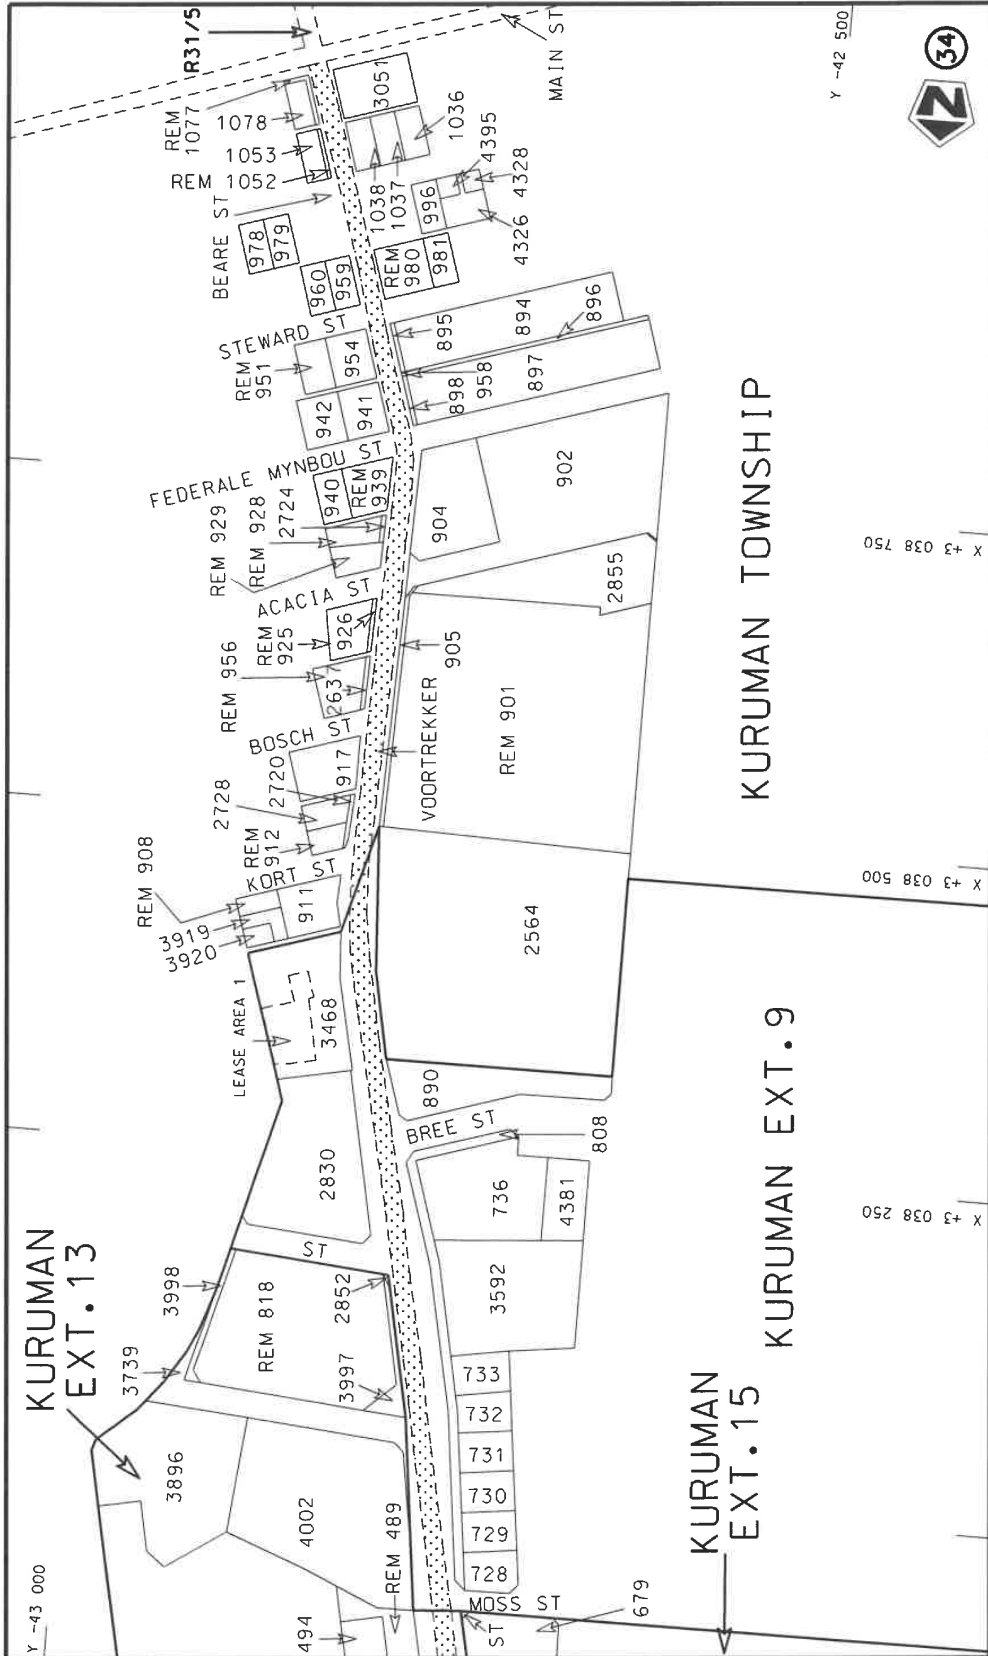 R31/5
MAIN ST
Y -42 500
34
N
REM
1077
1078
1053
REM 1052
3051
1036
1038
1037
4395
4328
4326
996
BEARE ST
978
979
960
959
REM
980
981
STEWARD ST
REM
951
954
942
941
895
894
896
898
958
897
FEDERALE MYNBOU ST
940
REM
939
2724
REM 928
REM 929
904
902
KURUMAN TOWNSHIP
X +3 038 750
ACACIA ST
REM
925
926
REM 956
2637
2855
905
VOORTREKKER
REM 901
BOSCH ST
917
2720
2728
REM
912
KORT ST
REM 908
911
3919
3920
X +3 038 500
2564
LEASE AREA 1
3468
890
BREE ST
808
2830
736
4381
KURUMAN EXT.9
X +3 038 250
ST
KURUMAN
EXT.13
3998
3739
REM 818
2852
3997
3592
733
732
731
730
729
728
3896
4002
REM 489
494
MOSS ST
ST
679
KURUMAN
EXT.15
Y -43 000